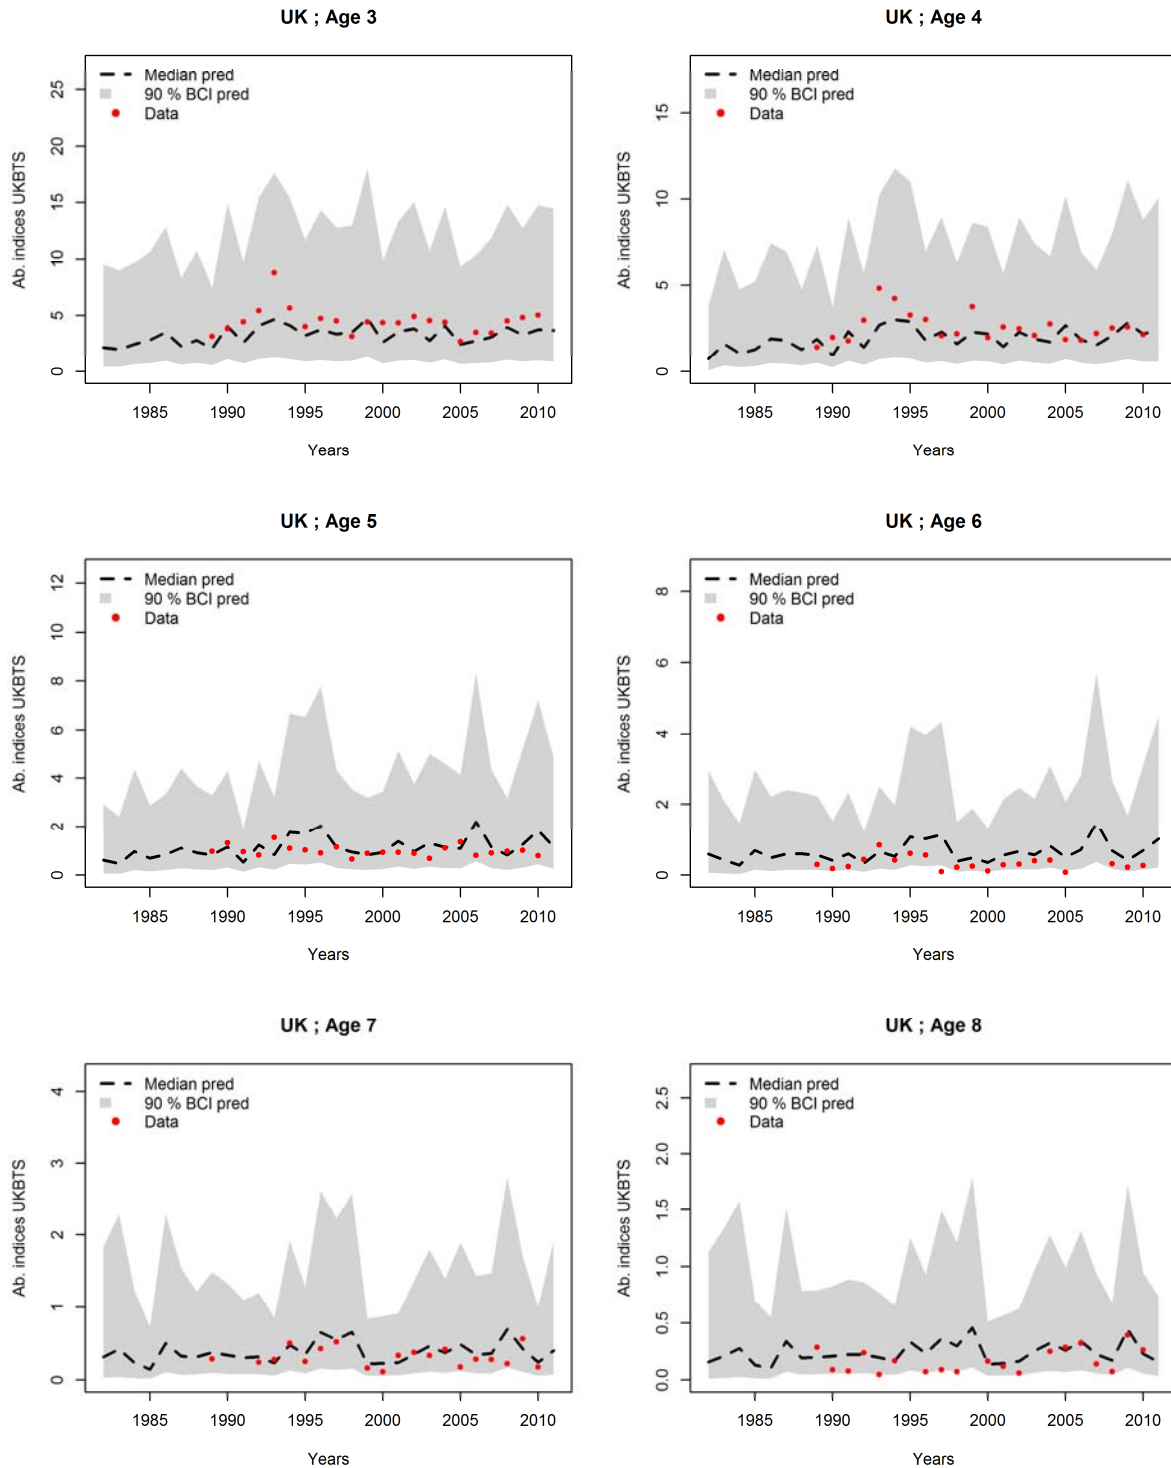 UK ; Age 3
Median pred
90 % BCI pred
Data
Ab. indices UKBTS
25
20
15
10
5
0
1985 1990 1995 2000 2005 2010
Years
UK ; Age 4
Median pred
90 % BCI pred
Data
Ab. indices UKBTS
15
10
5
0
1985 1990 1995 2000 2005 2010
Years
UK ; Age 5
Median pred
90 % BCI pred
Data
Ab. indices UKBTS
12
10
8
6
4
2
0
1985 1990 1995 2000 2005 2010
Years
UK ; Age 6
Median pred
90 % BCI pred
Data
Ab. indices UKBTS
8
6
4
2
0
1985 1990 1995 2000 2005 2010
Years
UK ; Age 7
Median pred
90 % BCI pred
Data
Ab. indices UKBTS
4
3
2
1
0
1985 1990 1995 2000 2005 2010
Years
UK ; Age 8
Median pred
90 % BCI pred
Data
Ab. indices UKBTS
2.5
2.0
1.5
1.0
0.5
0.0
1985 1990 1995 2000 2005 2010
Years